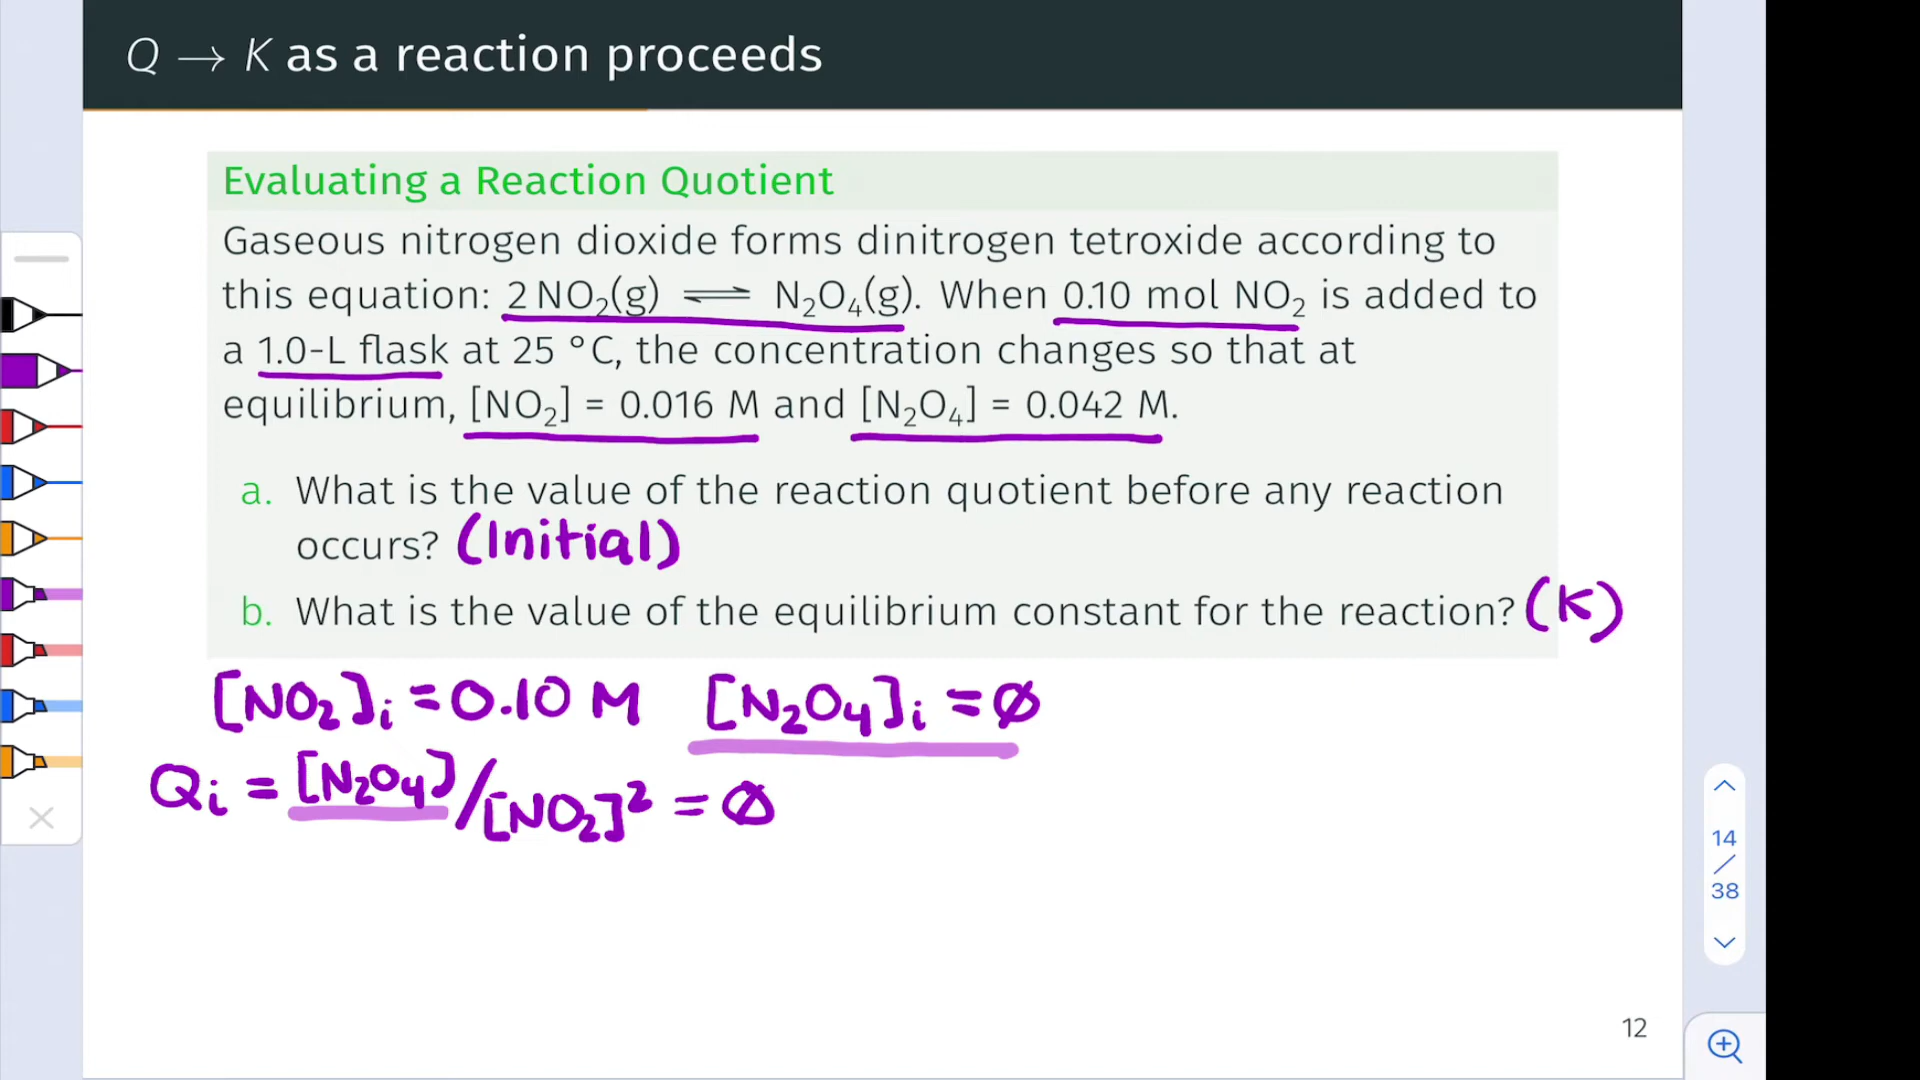 Q → K as a reaction proceeds
Evaluating a Reaction Quotient
Gaseous nitrogen dioxide forms dinitrogen tetroxide according to
this equation: 2 NO₂(g) ⇌ N₂O₄(g). When 0.10 mol NO₂ is added to
a 1.0-L flask at 25 °C, the concentration changes so that at
equilibrium, [NO₂] = 0.016 M and [N₂O₄] = 0.042 M.
a. What is the value of the reaction quotient before any reaction
occurs? (Initial)
b. What is the value of the equilibrium constant for the reaction? (K)
[NO₂]ᵢ = 0.10 M [N₂O₄]ᵢ = Ø
Qᵢ = [N₂O₄]/[NO₂]² = Ø
14
/
38
12